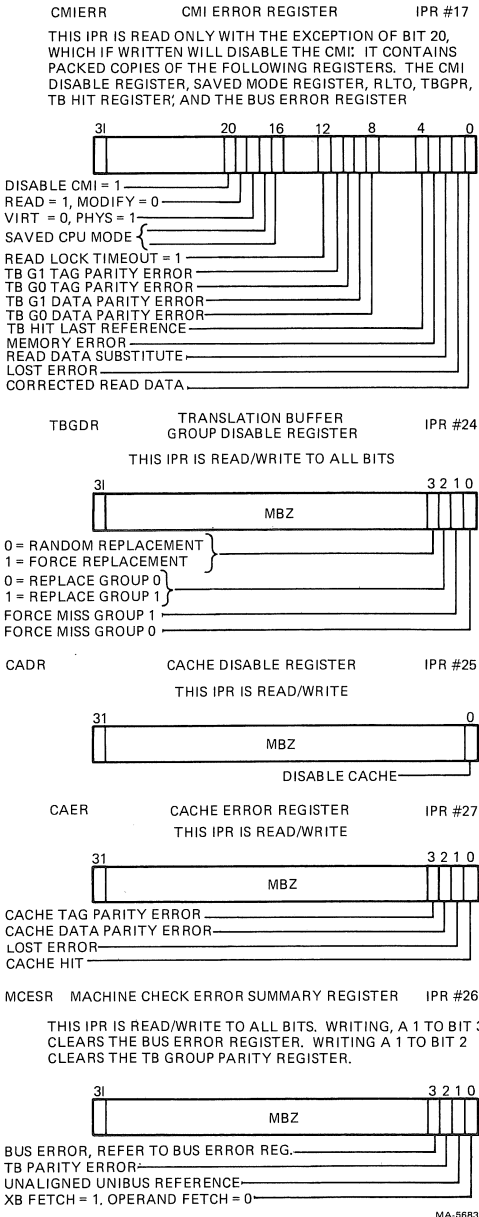 CMIERR CMI ERROR REGISTER IPR #17
THIS IPR IS READ ONLY WITH THE EXCEPTION OF BIT 20,
WHICH IF WRITTEN WILL DISABLE THE CMI: IT CONTAINS
PACKED COPIES OF THE FOLLOWING REGISTERS. THE CMI
DISABLE REGISTER, SAVED MODE REGISTER, RLTO, TBGPR,
TB HIT REGISTER, AND THE BUS ERROR REGISTER
31 20 16 12 8 4 0
DISABLE CMI = 1
READ = 1, MODIFY = 0
VIRT = 0, PHYS = 1
SAVED CPU MODE
READ LOCK TIMEOUT = 1
TB G1 TAG PARITY ERROR
TB G0 TAG PARITY ERROR
TB G1 DATA PARITY ERROR
TB G0 DATA PARITY ERROR
TB HIT LAST REFERENCE
MEMORY ERROR
READ DATA SUBSTITUTE
LOST ERROR
CORRECTED READ DATA
TBGDR TRANSLATION BUFFER IPR #24
GROUP DISABLE REGISTER
THIS IPR IS READ/WRITE TO ALL BITS
31 3 2 1 0
MBZ
0 = RANDOM REPLACEMENT
1 = FORCE REPLACEMENT
0 = REPLACE GROUP 0
1 = REPLACE GROUP 1
FORCE MISS GROUP 1
FORCE MISS GROUP 0
CADR CACHE DISABLE REGISTER IPR #25
THIS IPR IS READ/WRITE
31 0
MBZ
DISABLE CACHE
CAER CACHE ERROR REGISTER IPR #27
THIS IPR IS READ/WRITE
31 3 2 1 0
MBZ
CACHE TAG PARITY ERROR
CACHE DATA PARITY ERROR
LOST ERROR
CACHE HIT
MCESR MACHINE CHECK ERROR SUMMARY REGISTER IPR #26
THIS IPR IS READ/WRITE TO ALL BITS. WRITING, A 1 TO BIT 3
CLEARS THE BUS ERROR REGISTER. WRITING A 1 TO BIT 2
CLEARS THE TB GROUP PARITY REGISTER.
31 3 2 1 0
MBZ
BUS ERROR, REFER TO BUS ERROR REG.
TB PARITY ERROR
UNALIGNED UNIBUS REFERENCE
XB FETCH = 1, OPERAND FETCH = 0
MA-5683